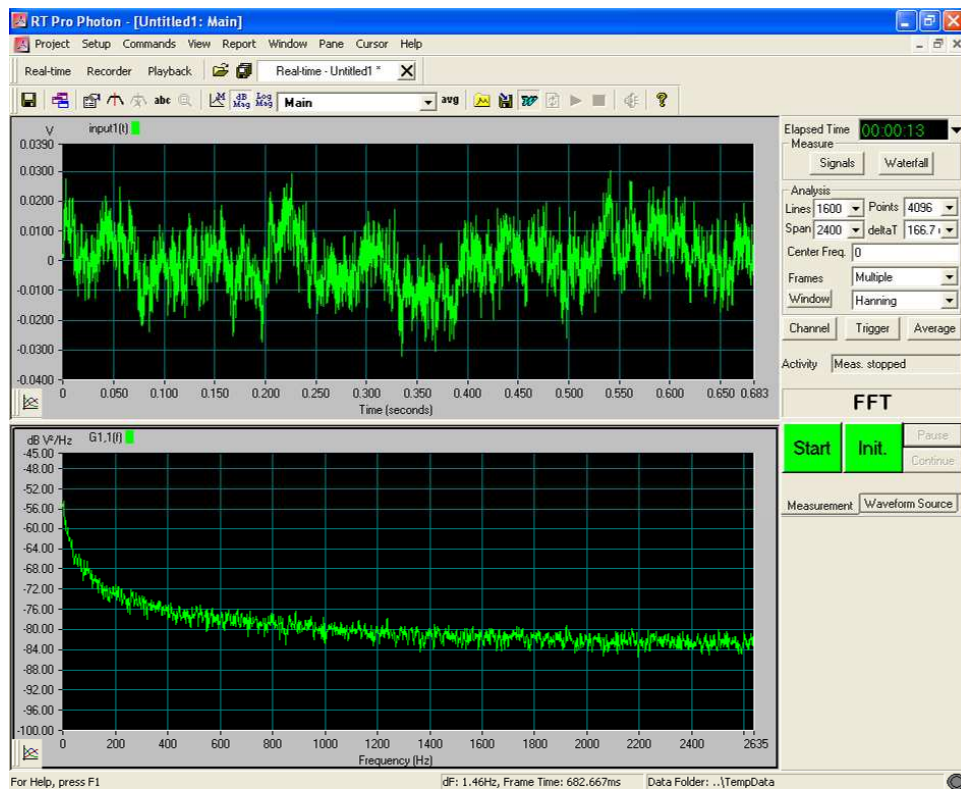 RT Pro Photon - [Untitled1: Main]
Project Setup Commands View Report Window Pane Cursor Help
Real-time Recorder Playback Real-time - Untitled1 *
abc M dB Mag Log Mag Main avg
V input1(t)
0.0390
0.0300
0.0200
0.0100
0
-0.0100
-0.0200
-0.0300
-0.0400
0 0.050 0.100 0.150 0.200 0.250 0.300 0.350 0.400 0.450 0.500 0.550 0.600 0.650 0.683
Time (seconds)
dB V²/Hz G1,1(f)
-45.00
-48.00
-52.00
-56.00
-60.00
-64.00
-68.00
-72.00
-76.00
-80.00
-84.00
-88.00
-92.00
-96.00
-100.00
0 200 400 600 800 1000 1200 1400 1600 1800 2000 2200 2400 2635
Frequency (Hz)
Elapsed Time 00:00:13
Measure
Signals Waterfall
Analysis
Lines 1600 Points 4096
Span 2400 deltaT 166.7
Center Freq. 0
Frames Multiple
Window Hanning
Channel Trigger Average
Activity Meas. stopped
FFT
Start Init. Pause
Continue
Measurement Waveform Source
For Help, press F1 dF: 1.46Hz, Frame Time: 682.667ms Data Folder: ..\TempData